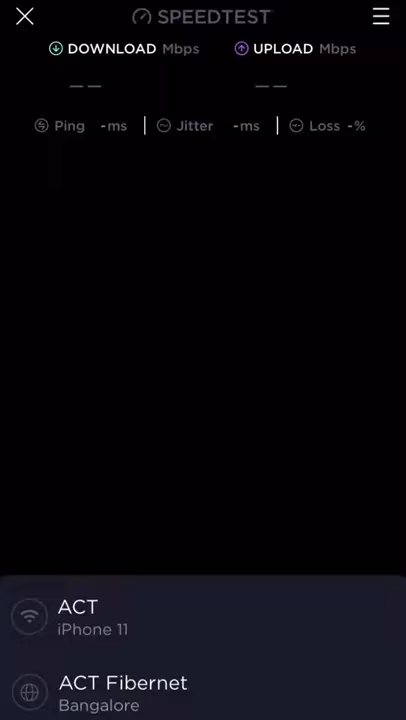 SPEEDTEST
DOWNLOAD Mbps UPLOAD Mbps
-- --
Ping -ms Jitter -ms Loss -%
ACT
iPhone 11
ACT Fibernet
Bangalore